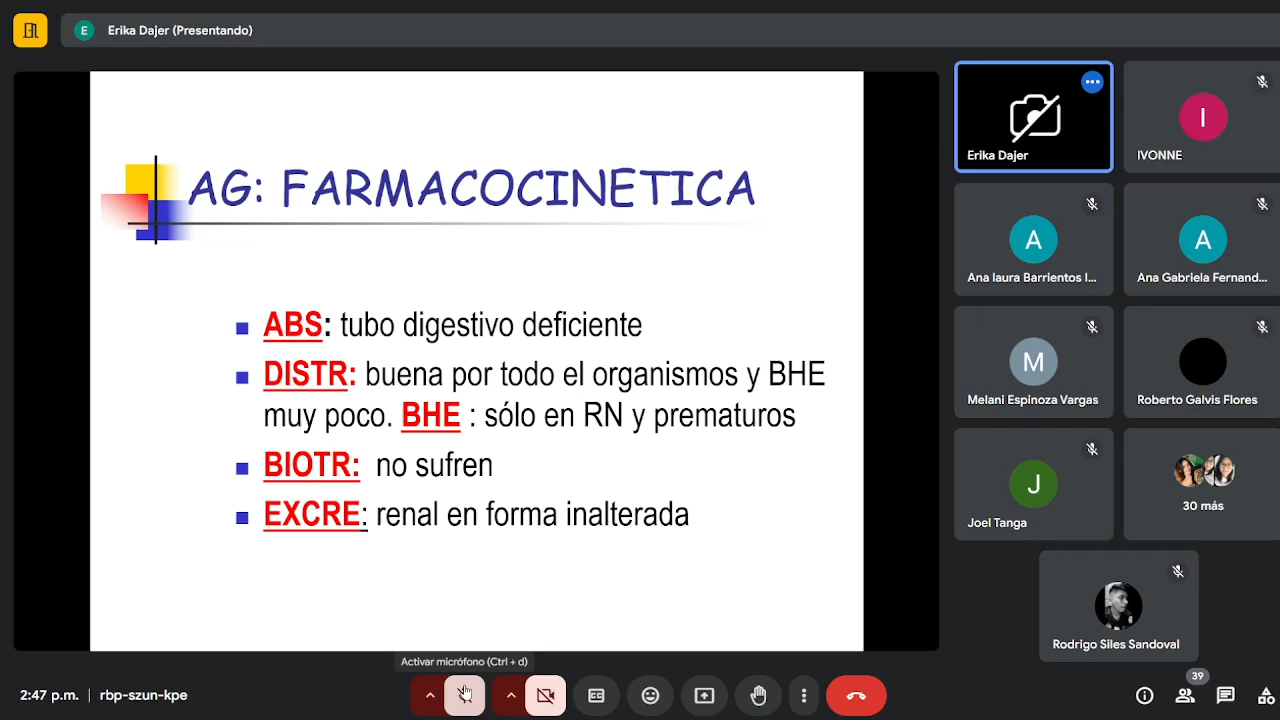 E Erika Dajer (Presentando)
AG: FARMACOCINETICA
ABS: tubo digestivo deficiente
DISTR: buena por todo el organismos y BHE
muy poco. BHE : sólo en RN y prematuros
BIOTR: no sufren
EXCRE: renal en forma inalterada
Erika Dajer
I
IVONNE
A
Ana laura Barrientos I...
A
Ana Gabriela Fernand...
M
Melani Espinoza Vargas
Roberto Galvis Flores
J
Joel Tanga
30 más
Rodrigo Siles Sandoval
Activar micrófono (Ctrl + d)
2:47 p.m. | rbp-szun-kpe
39